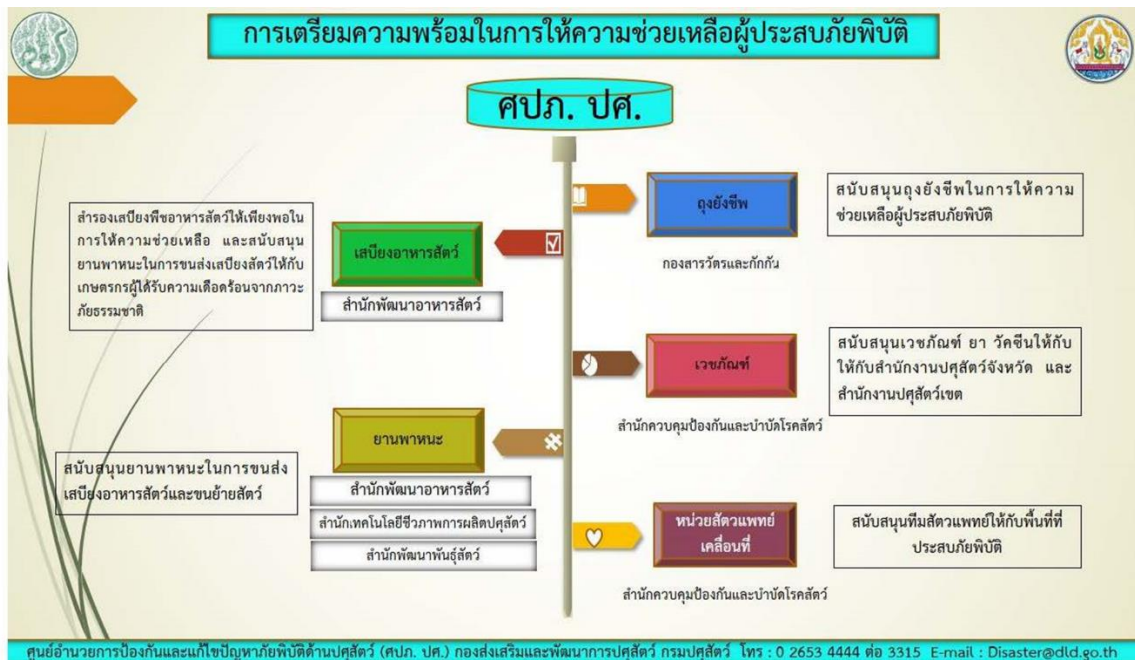 การเตรียมความพร้อมในการให้ความช่วยเหลือผู้ประสบภัยพิบัติ
ศปภ. ปศ.
ถุงยังชีพ
กองสารวัตรและกักกัน
สนับสนุนถุงยังชีพในการให้ความ
ช่วยเหลือผู้ประสบภัยพิบัติ
สำรองเสบียงพืชอาหารสัตว์ให้เพียงพอใน
การให้ความช่วยเหลือ และสนับสนุน
ยานพาหนะในการขนส่งเสบียงสัตว์ให้กับ
เกษตรกรผู้ได้รับความเดือดร้อนจากภาวะ
ภัยธรรมชาติ
เสบียงอาหารสัตว์
สำนักพัฒนาอาหารสัตว์
เวชภัณฑ์
สำนักควบคุมป้องกันและบำบัดโรคสัตว์
สนับสนุนเวชภัณฑ์ ยา วัคซีนให้กับ
ให้กับสำนักงานปศุสัตว์จังหวัด และ
สำนักงานปศุสัตว์เขต
สนับสนุนยานพาหนะในการขนส่ง
เสบียงอาหารสัตว์และขนย้ายสัตว์
ยานพาหนะ
สำนักพัฒนาอาหารสัตว์
สำนักเทคโนโลยีชีวภาพการผลิตปศุสัตว์
สำนักพัฒนาพันธุ์สัตว์
หน่วยสัตวแพทย์
เคลื่อนที่
สำนักควบคุมป้องกันและบำบัดโรคสัตว์
สนับสนุนทีมสัตวแพทย์ให้กับพื้นที่ที่
ประสบภัยพิบัติ
ศูนย์อำนวยการป้องกันและแก้ไขปัญหาภัยพิบัติด้านปศุสัตว์ (ศปภ. ปศ.) กองส่งเสริมและพัฒนาการปศุสัตว์ กรมปศุสัตว์ โทร : 0 2653 4444 ต่อ 3315 E-mail : Disaster@dld.go.th